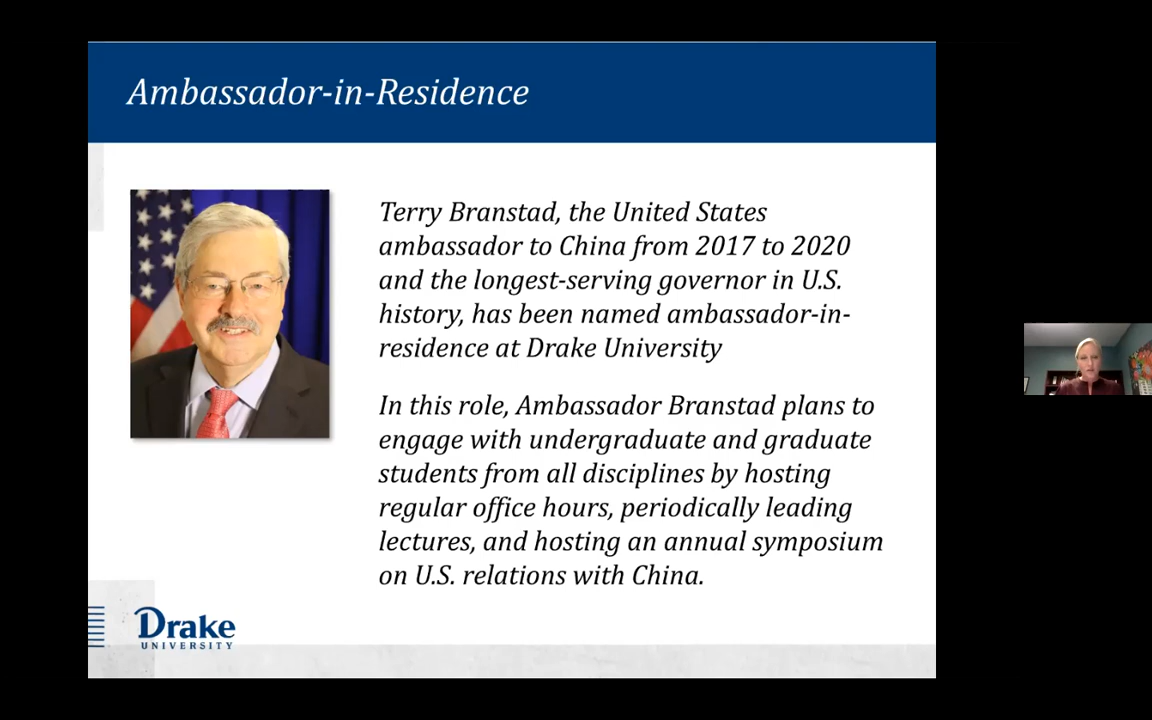 Ambassador-in-Residence
Terry Branstad, the United States
ambassador to China from 2017 to 2020
and the longest-serving governor in U.S.
history, has been named ambassador-in-
residence at Drake University
In this role, Ambassador Branstad plans to
engage with undergraduate and graduate
students from all disciplines by hosting
regular office hours, periodically leading
lectures, and hosting an annual symposium
on U.S. relations with China.
Drake
UNIVERSITY